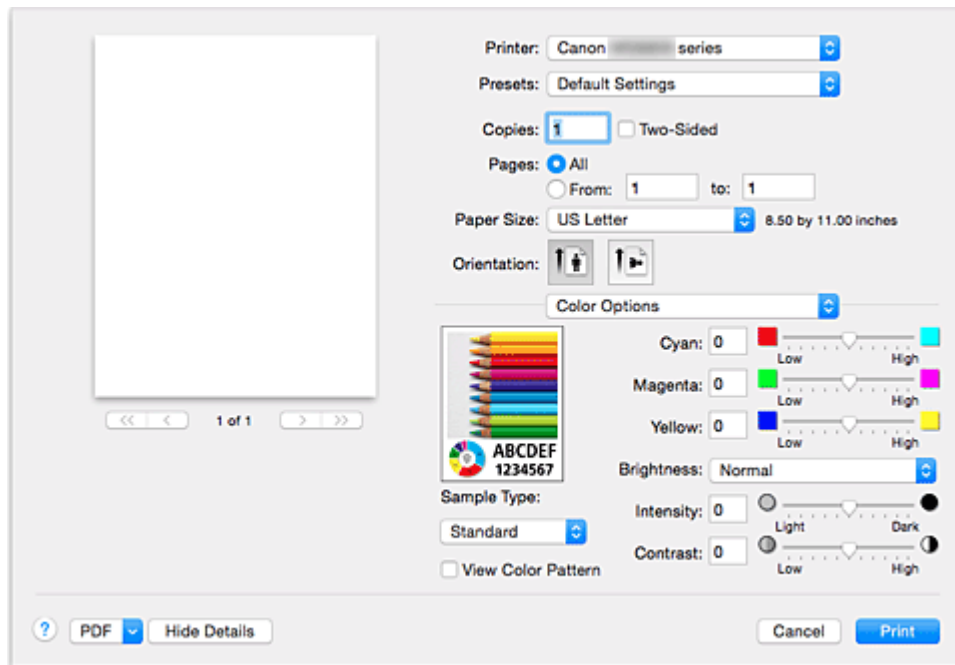 Printer: Canon series
Presets: Default Settings
Copies: 1 Two-Sided
Pages: All
From: 1 to: 1
Paper Size: US Letter 8.50 by 11.00 inches
Orientation:
Color Options
Cyan: 0 Low High
Magenta: 0 Low High
Yellow: 0 Low High
ABCDEF
1234567
Brightness: Normal
Sample Type:
Standard
Intensity: 0 Light Dark
Contrast: 0 Low High
View Color Pattern
<< < 1 of 1 > >>
? PDF Hide Details Cancel Print